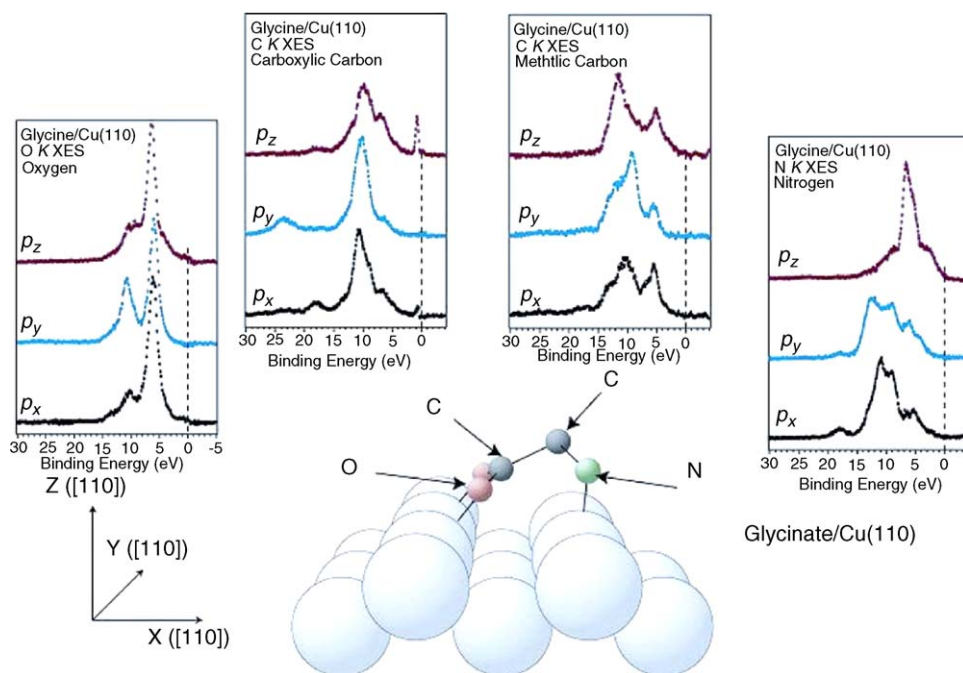 Glycine/Cu(110)
O K XES
Oxygen
pz
py
px
30 25 20 15 10 5 0 -5
Binding Energy (eV)
Glycine/Cu(110)
C K XES
Carboxylic Carbon
pz
py
px
30 25 20 15 10 5 0
Binding Energy (eV)
Glycine/Cu(110)
C K XES
Methtlic Carbon
pz
py
px
30 25 20 15 10 5 0
Binding Energy (eV)
Glycine/Cu(110)
N K XES
Nitrogen
pz
py
px
30 25 20 15 10 5 0
Binding Energy (eV)
C
C
O
N
Z ([110])
Y ([110])
X ([110])
Glycinate/Cu(110)